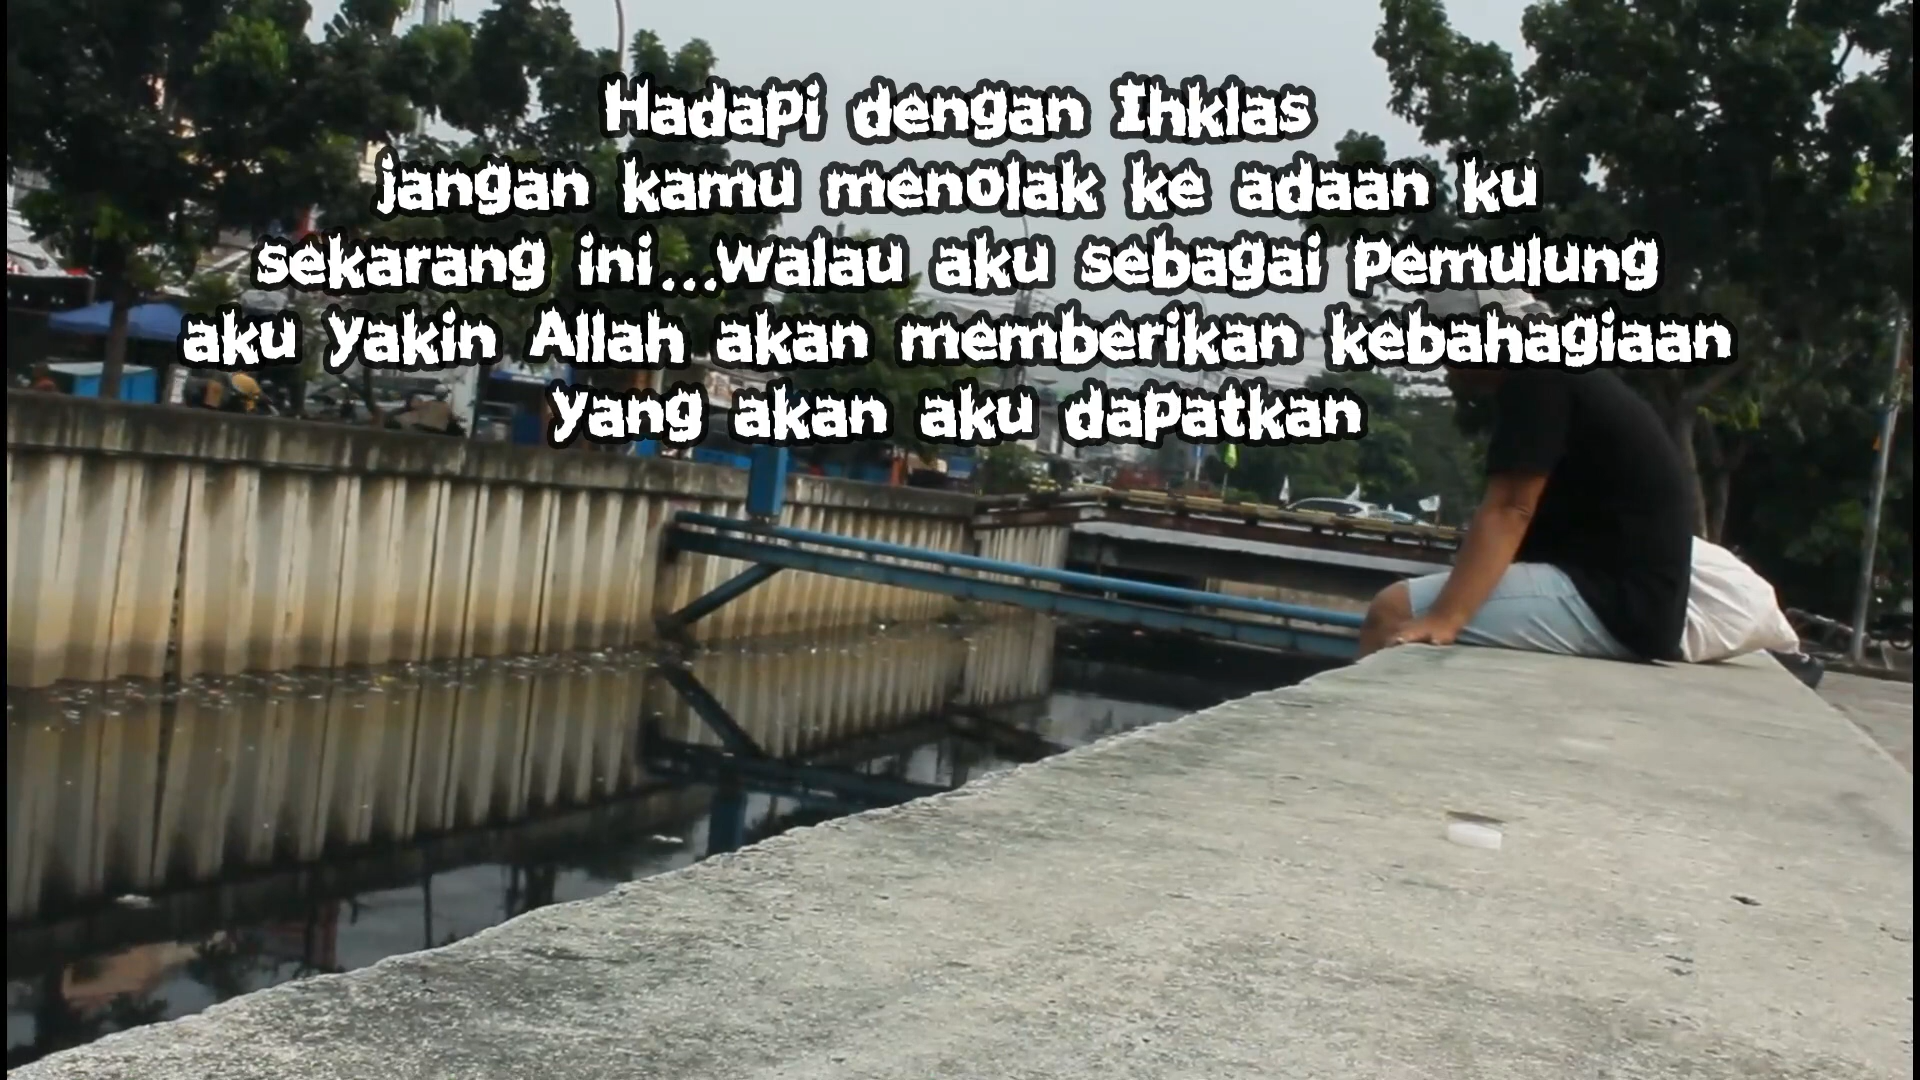 Hadapi dengan Ihklas
jangan kamu menolak ke adaan ku
sekarang ini...walau aku sebagai pemulung
aku yakin Allah akan memberikan kebahagiaan
yang akan aku dapatkan